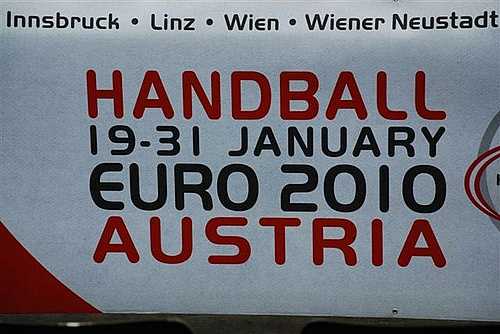 Innsbruck • Linz • Wien • Wiener Neustadt
HANDBALL
19-31 JANUARY
EURO 2010
AUSTRIA